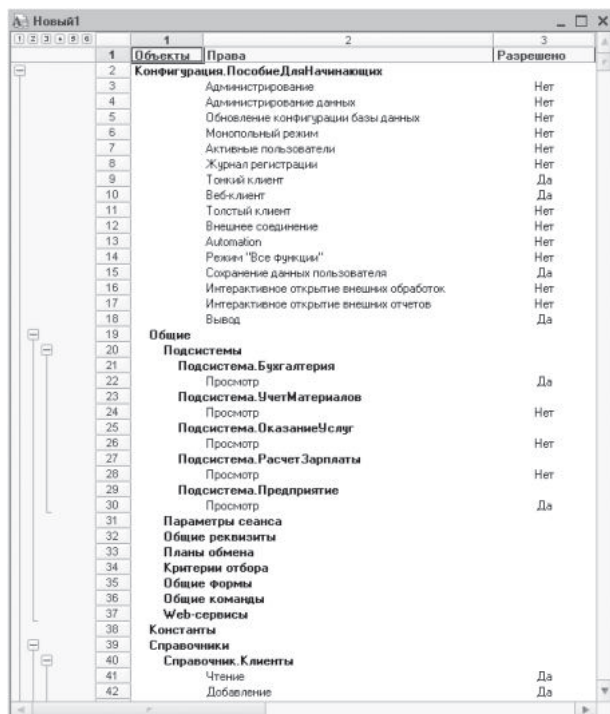 Новый1
1 2 3 4 5 6
1 2 3
1 Объекты Права Разрешено
2 Конфигурация.ПособиеДляНачинающих
3 Администрирование Нет
4 Администрирование данных Нет
5 Обновление конфигурации базы данных Нет
6 Монопольный режим Нет
7 Активные пользователи Нет
8 Журнал регистрации Нет
9 Тонкий клиент Да
10 Веб-клиент Да
11 Толстый клиент Нет
12 Внешнее соединение Нет
13 Automation Нет
14 Режим "Все функции" Нет
15 Сохранение данных пользователя Да
16 Интерактивное открытие внешних обработок Нет
17 Интерактивное открытие внешних отчетов Нет
18 Вывод Да
19 Общие
20 Подсистемы
21 Подсистема.Бухгалтерия
22 Просмотр Да
23 Подсистема.УчетМатериалов
24 Просмотр Нет
25 Подсистема.ОказаниеУслуг
26 Просмотр Нет
27 Подсистема.РасчетЗарплаты
28 Просмотр Нет
29 Подсистема.Предприятие
30 Просмотр Да
31 Параметры сеанса
32 Общие реквизиты
33 Планы обмена
34 Критерии отбора
35 Общие формы
36 Общие команды
37 Web-сервисы
38 Константы
39 Справочники
40 Справочник.Клиенты
41 Чтение Да
42 Добавление Да